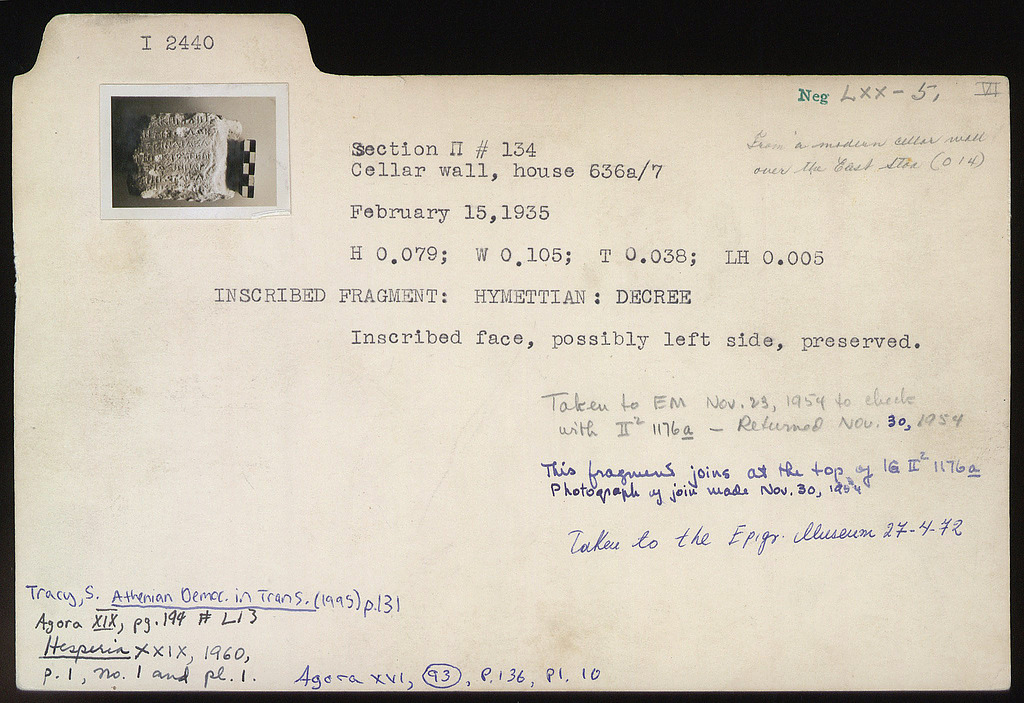 I 2440
Neg LXX - 5, VI
Section Π # 134
Cellar wall, house 636a/7
From a modern cellar wall
over the East Stoa (O 14)
February 15,1935
H 0.079; W 0.105; T 0.038; LH 0.005
INSCRIBED FRAGMENT: HYMETTIAN: DECREE
Inscribed face, possibly left side, preserved.
Taken to EM Nov. 23, 1954 to check
with II² 1176a - Returned Nov. 30, 1954
This fragment joins at the top of IG II² 1176a
Photograph of join made Nov. 30, 1954
Taken to the Epigr. Museum 27-4-72
Tracy, S. Athenian Democ. in Trans. (1995) p.131
Agora XIX, pg. 194 # L13
Hesperia XXIX, 1960,
p. 1, no. 1 and pl. 1.
Agora XVI, 93, P.136, Pl. 10